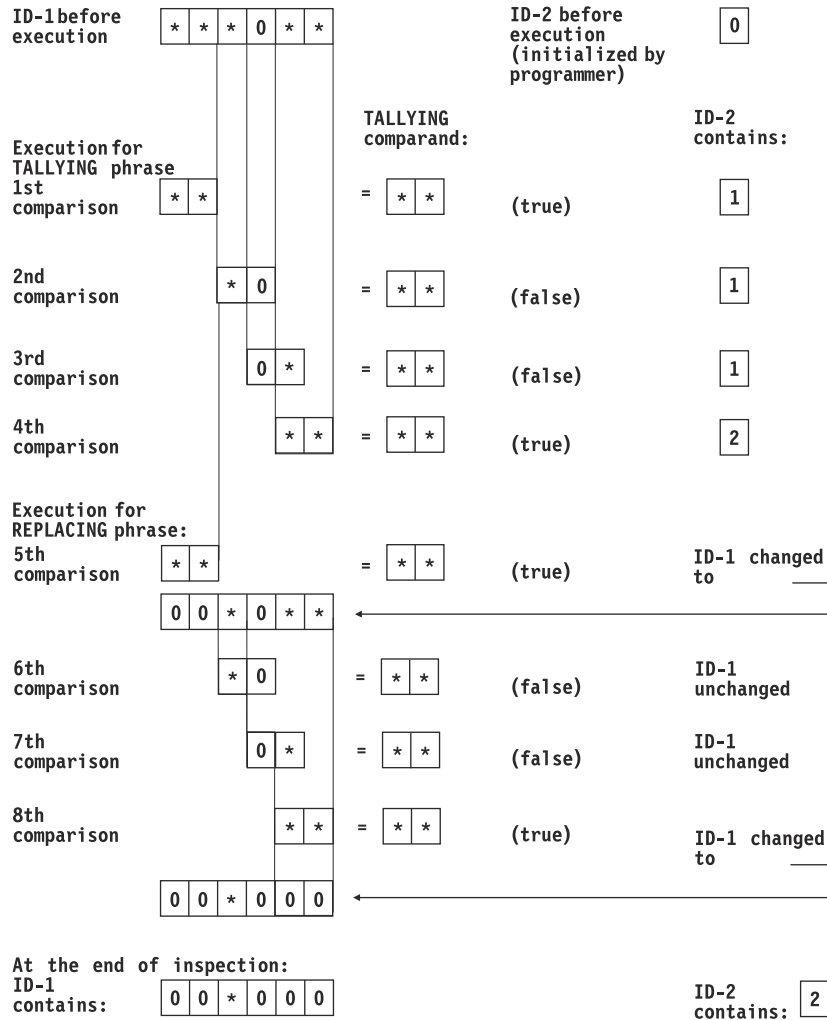 ID-1 before execution * * * 0 * * ID-2 before execution (initialized by programmer) 0
TALLYING comparand: ID-2 contains:
Execution for
TALLYING phrase
1st comparison * * = * * (true) 1
2nd comparison * 0 = * * (false) 1
3rd comparison 0 * = * * (false) 1
4th comparison * * = * * (true) 2
Execution for
REPLACING phrase:
5th comparison * * = * * (true) ID-1 changed to
0 0 * 0 * *
6th comparison * 0 = * * (false) ID-1 unchanged
7th comparison 0 * = * * (false) ID-1 unchanged
8th comparison * * = * * (true) ID-1 changed to
0 0 * 0 0 0
At the end of inspection:
ID-1 contains: 0 0 * 0 0 0 ID-2 contains: 2